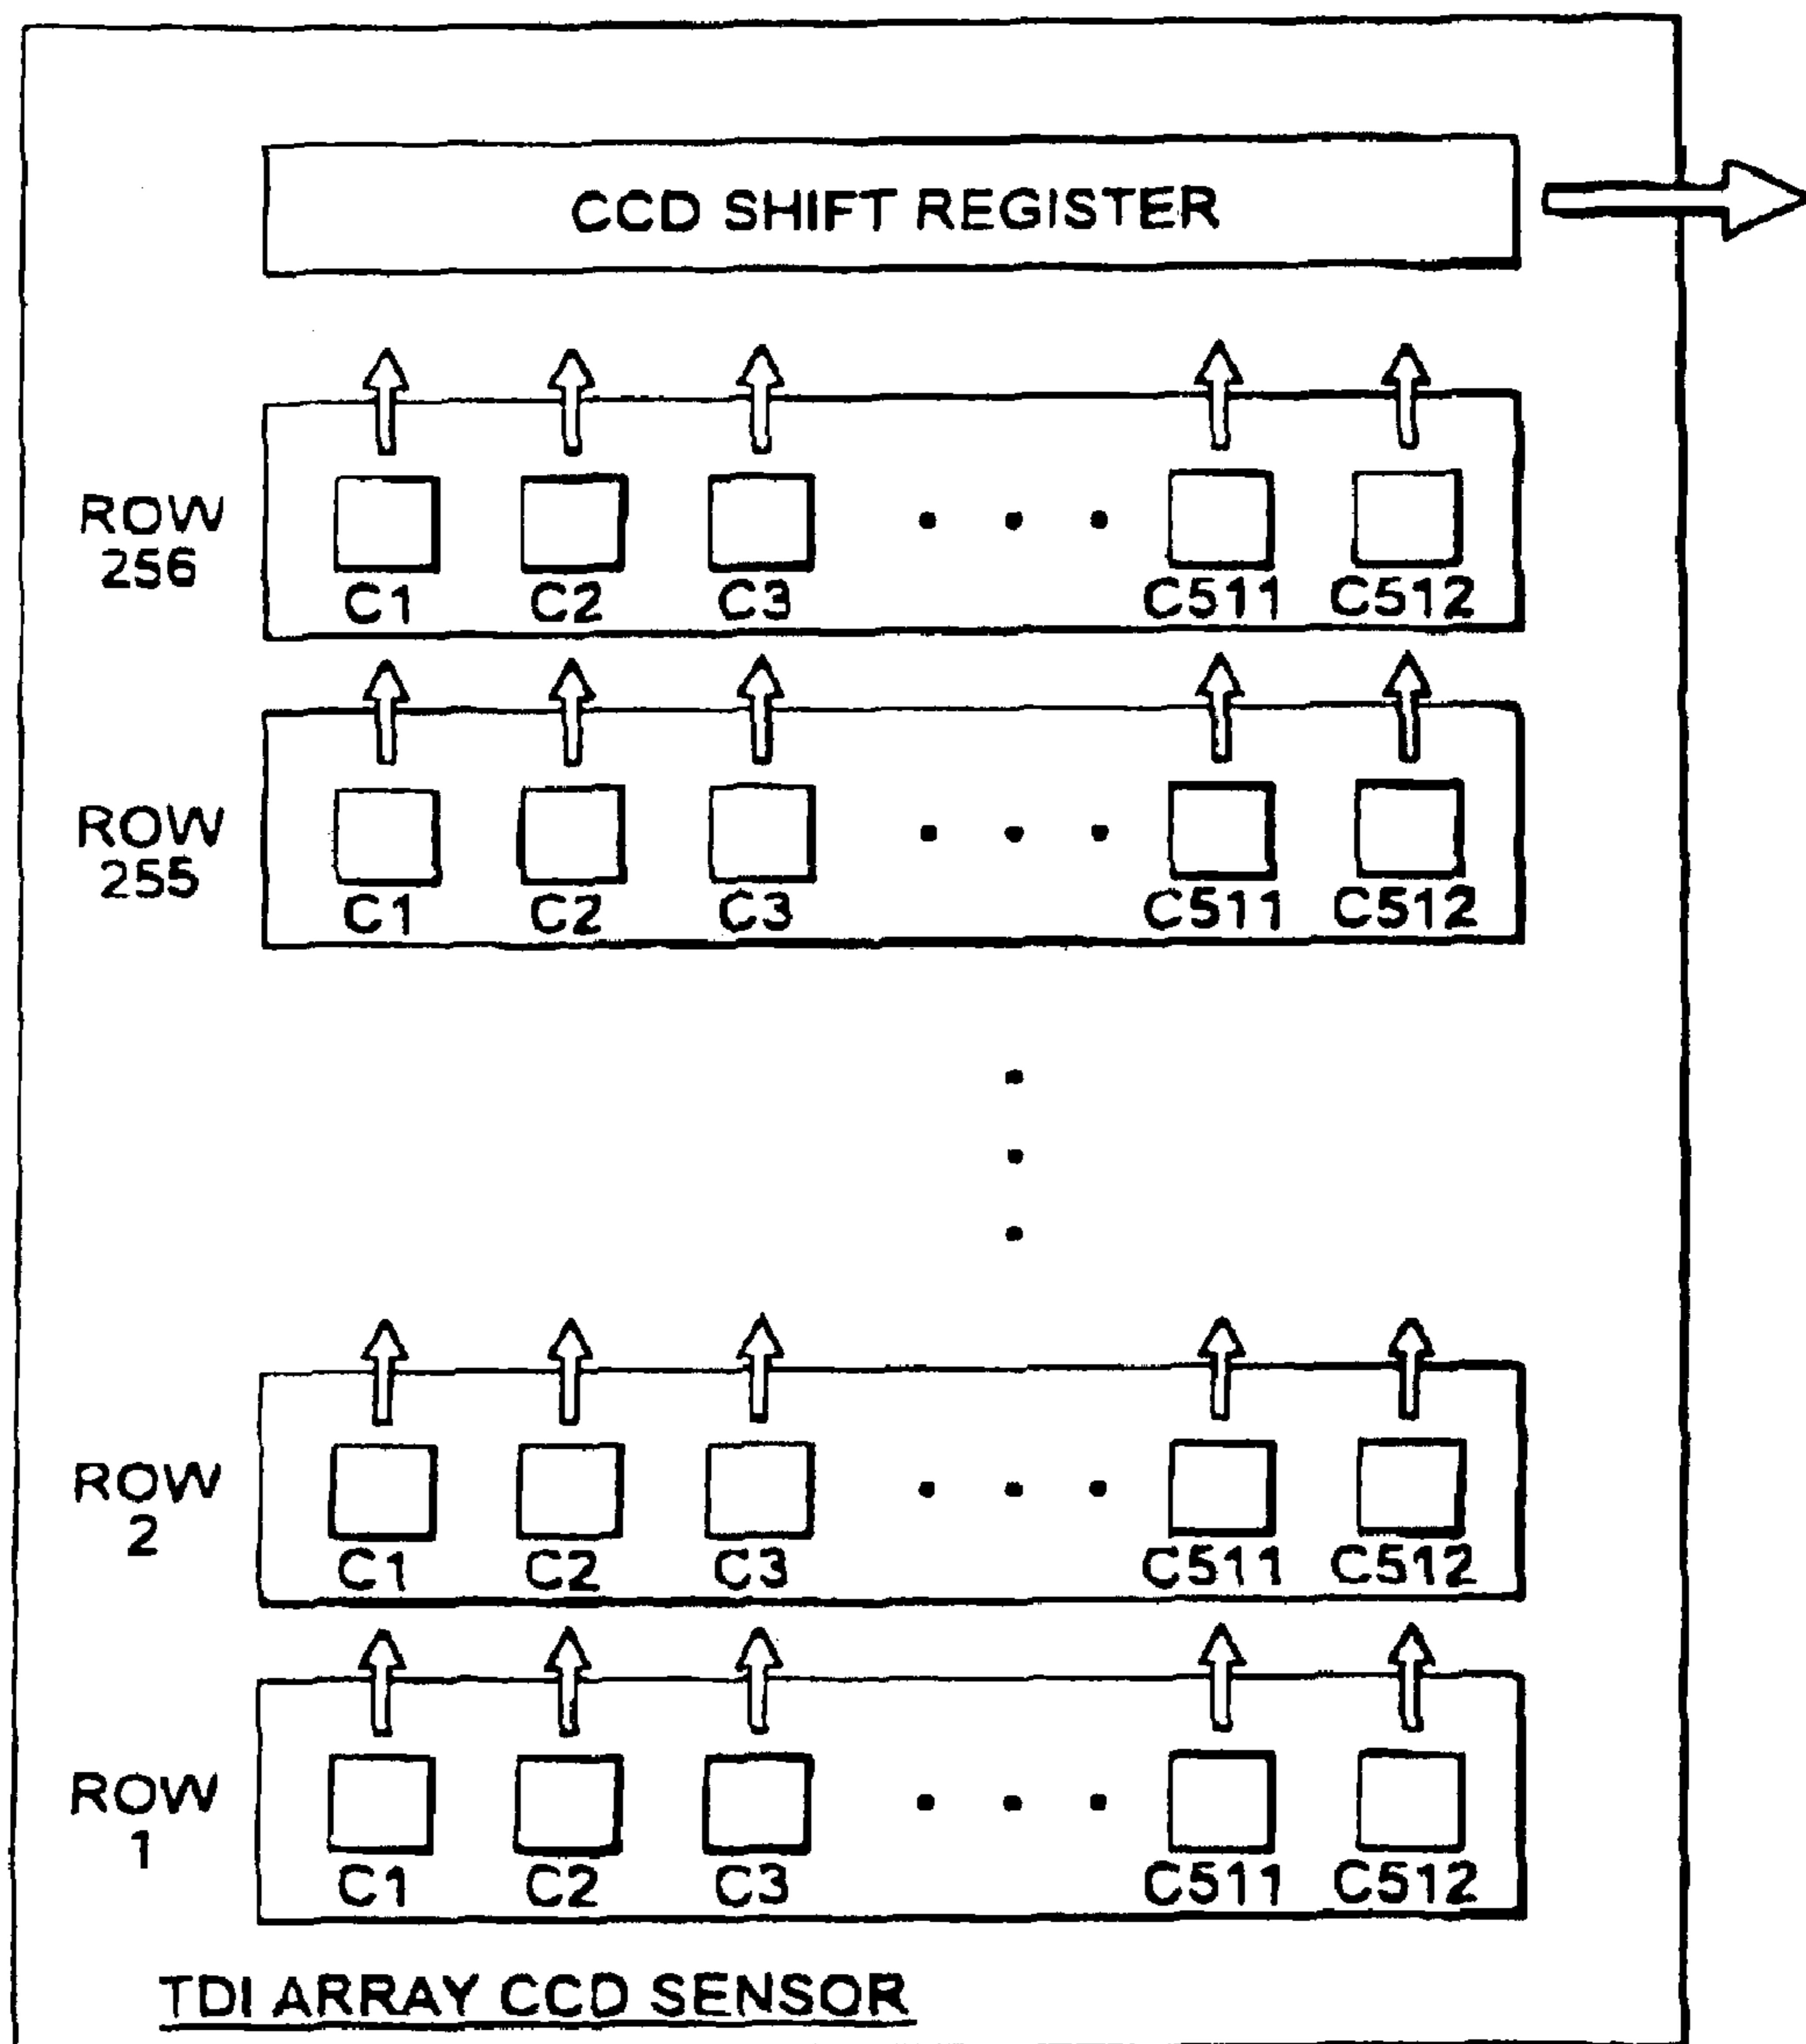 CCD SHIFT REGISTER
ROW
256
C1 C2 C3 . . . C511 C512
ROW
255
C1 C2 C3 . . . C511 C512
.
.
.
ROW
2
C1 C2 C3 . . . C511 C512
ROW
1
C1 C2 C3 . . . C511 C512
TDI ARRAY CCD SENSOR